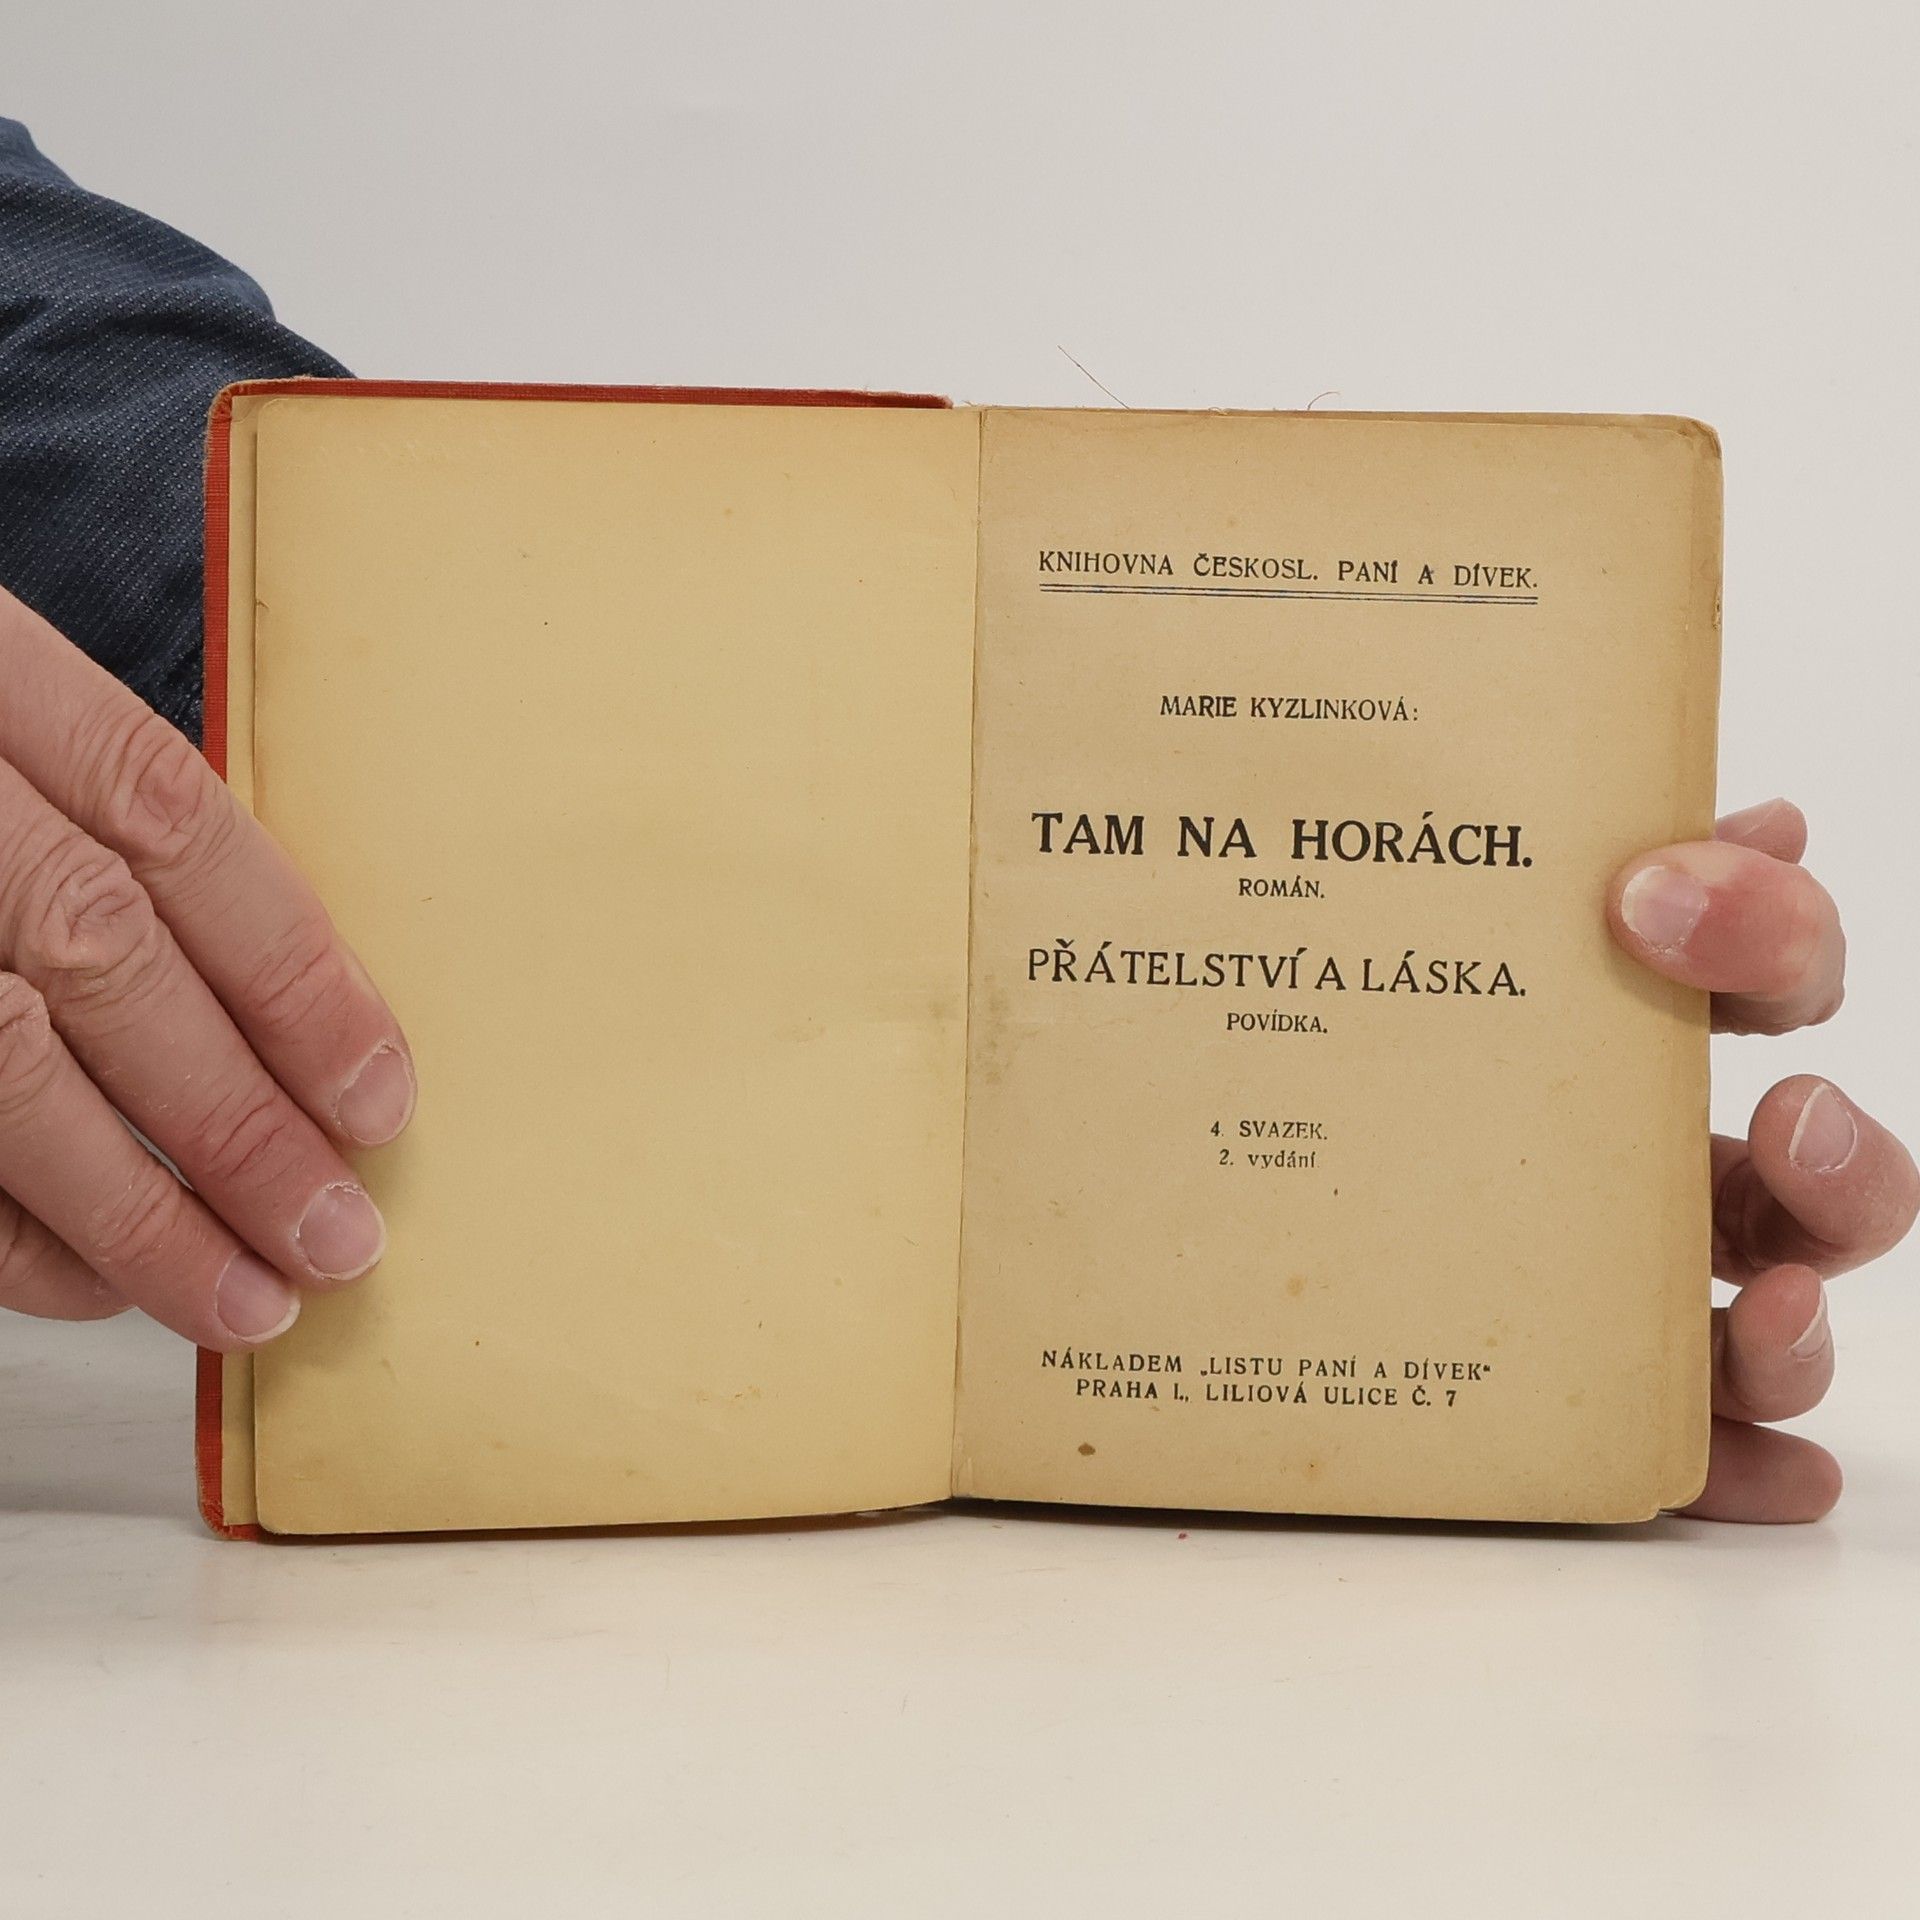 KNIHOVNA ČESKOSL. PANÍ A DÍVEK.
MARIE KYZLINKOVÁ:
TAM NA HORÁCH.
ROMÁN.
PŘÁTELSTVÍ A LÁSKA.
POVÍDKA.
4. SVAZEK.
2. vydání
NÁKLADEM „LISTU PANÍ A DÍVEK“
PRAHA I., LILIOVÁ ULICE Č. 7